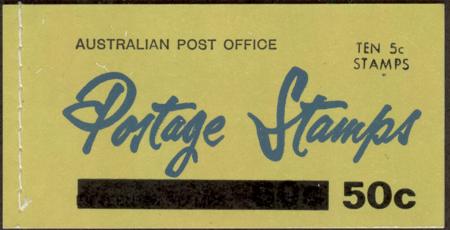 AUSTRALIAN POST OFFICE
TEN 5c
STAMPS
Postage Stamps
50c